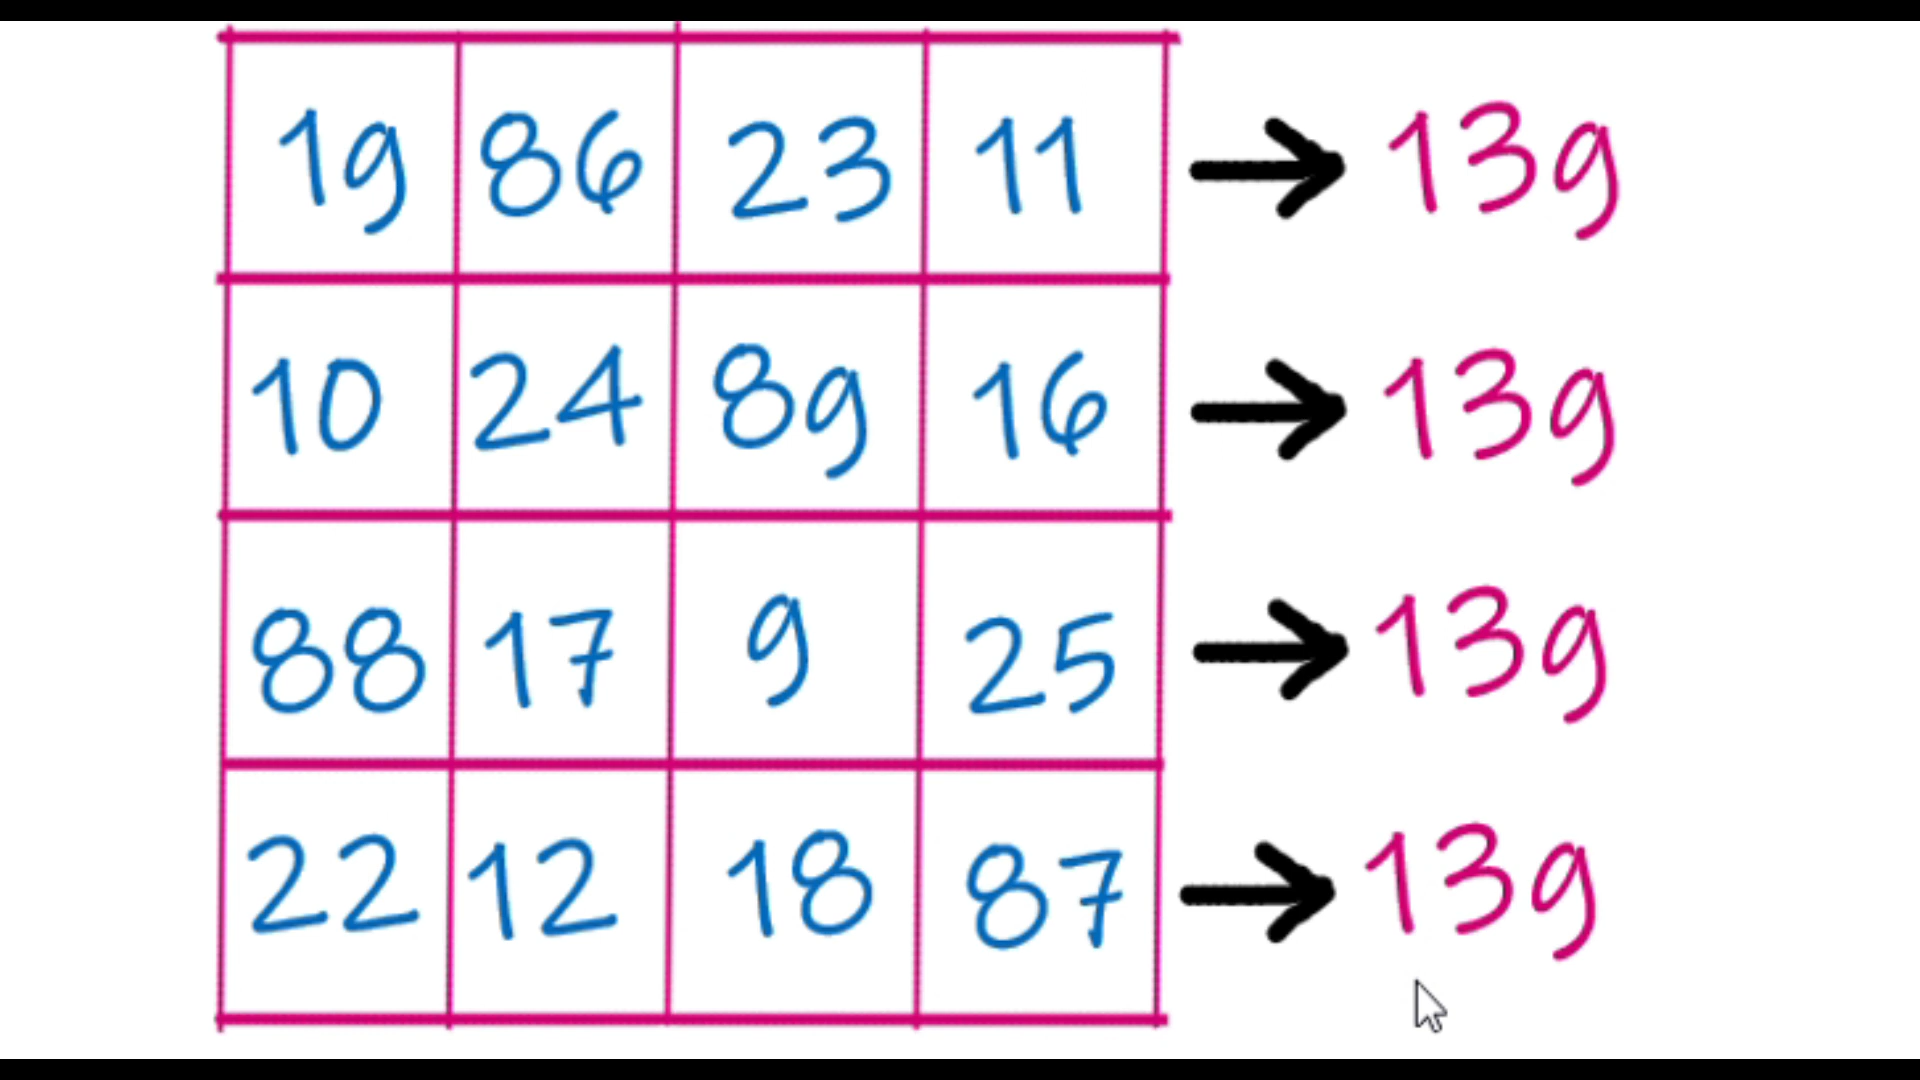 19 86 23 11 → 139
10 24 89 16 → 139
88 17 9 25 → 139
22 12 18 87 → 139